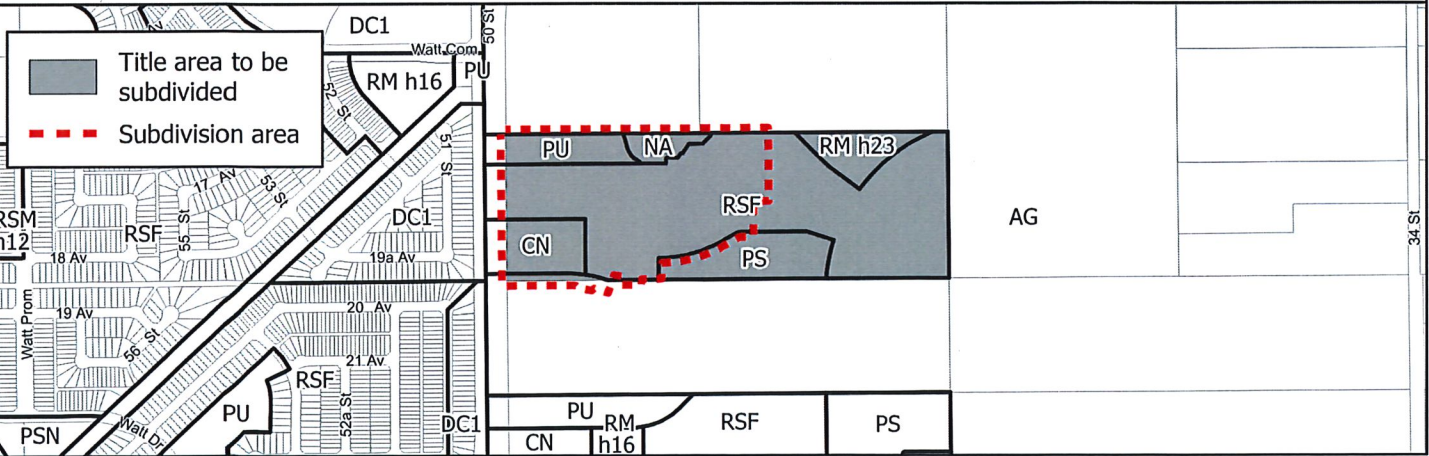 DC1
50 St
Watt Com
PU
RM h16
Title area to be
subdivided
Subdivision area
52 St
51 St
17 Av
53 St
55 St
RSM
h12
RSF
18 Av
DC1
19a Av
PU
NA
RM h23
RSF
CN
PS
AG
34 St
Watt Prom
19 Av
56 St
20 Av
21 Av
RSF
52a St
PU
Watt Dr
PSN
DC1
PU
RM
h16
CN
RSF
PS